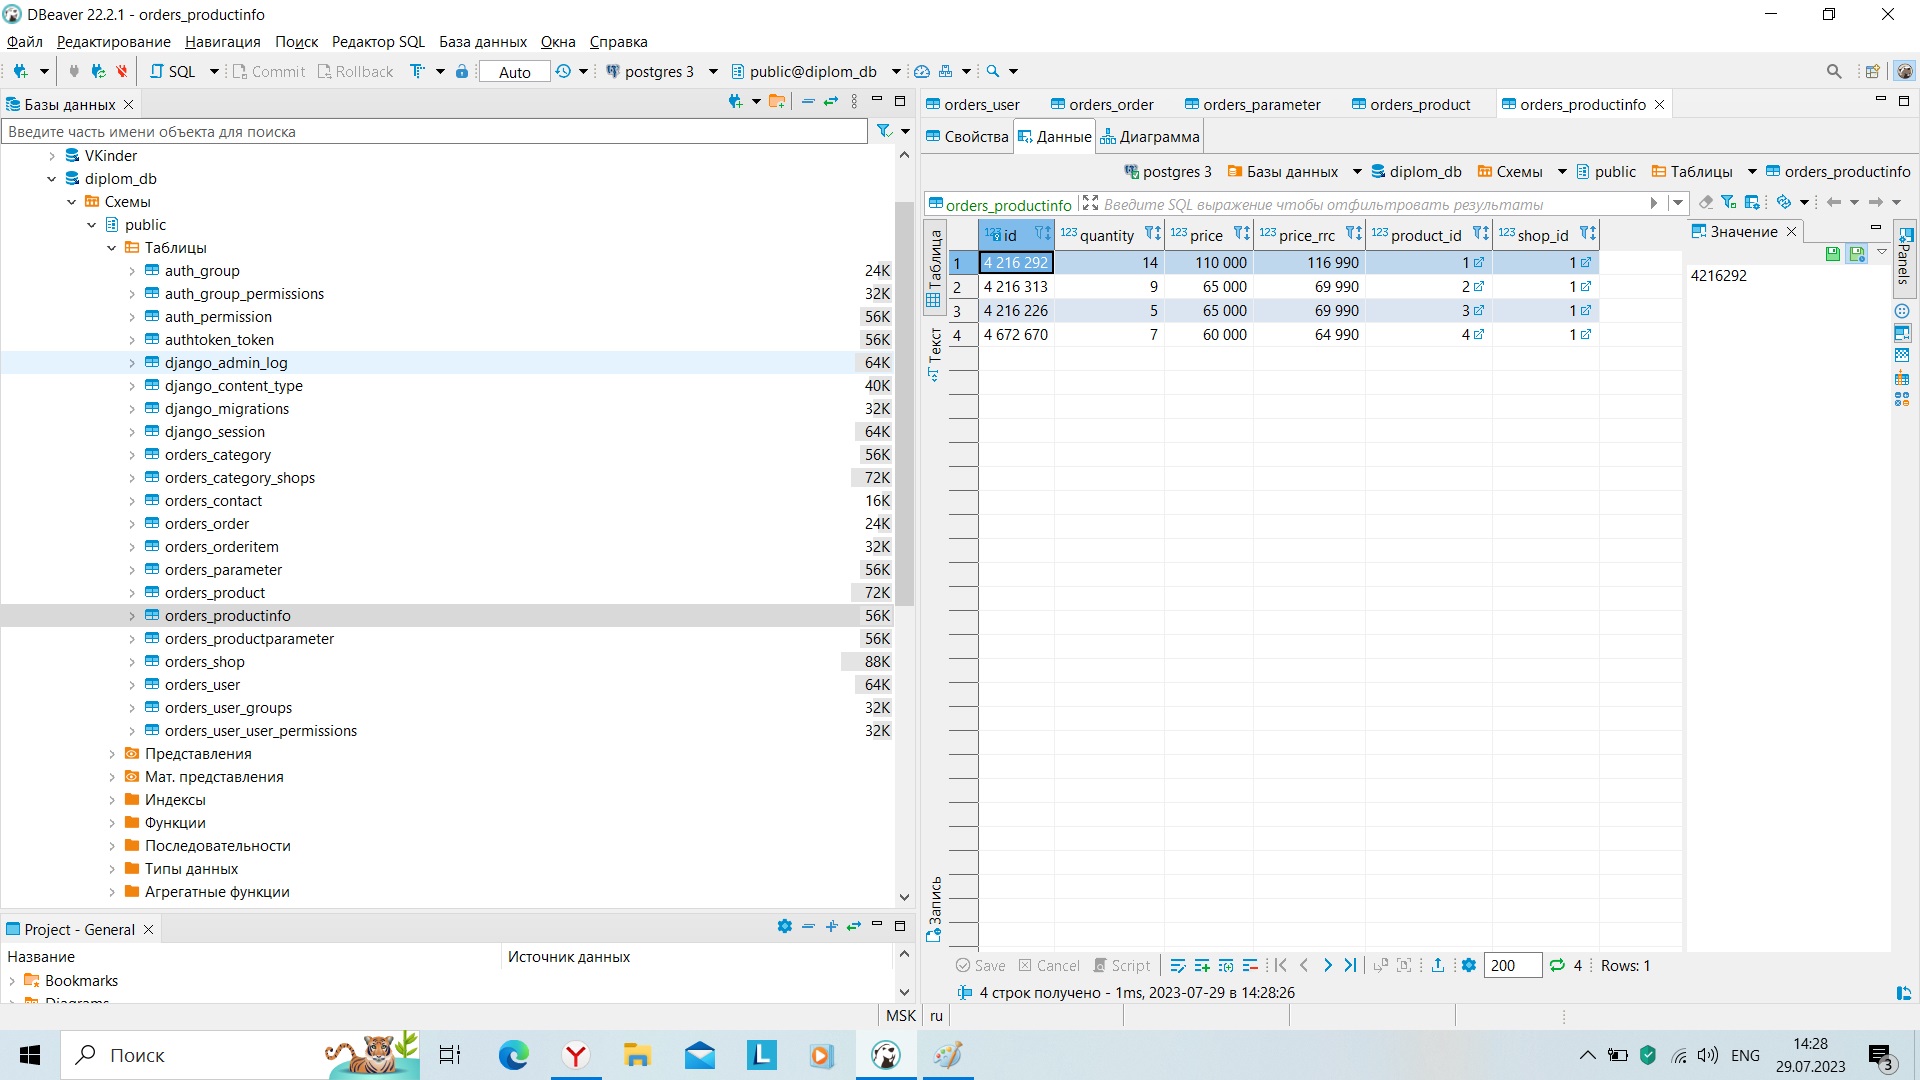 DBeaver 22.2.1 - orders_productinfo
Файл Редактирование Навигация Поиск Редактор SQL База данных Окна Справка
SQL Commit Rollback Auto postgres 3 public@diplom_db
Базы данных
Введите часть имени объекта для поиска
VKinder
diplom_db
Схемы
public
Таблицы
auth_group 24K
auth_group_permissions 32K
auth_permission 56K
authtoken_token 56K
django_admin_log 64K
django_content_type 40K
django_migrations 32K
django_session 64K
orders_category 56K
orders_category_shops 72K
orders_contact 16K
orders_order 24K
orders_orderitem 32K
orders_parameter 56K
orders_product 72K
orders_productinfo 56K
orders_productparameter 56K
orders_shop 88K
orders_user 64K
orders_user_groups 32K
orders_user_user_permissions 32K
Представления
Мат. представления
Индексы
Функции
Последовательности
Типы данных
Агрегатные функции
Project - General
Название Источник данных
Bookmarks
Diagrams
orders_user orders_order orders_parameter orders_product orders_productinfo
Свойства Данные Диаграмма
postgres 3 Базы данных diplom_db Схемы public Таблицы orders_productinfo
orders_productinfo Введите SQL выражение чтобы отфильтровать результаты
Таблица
Текст
Запись
123 id 123 quantity 123 price 123 price_rrc 123 product_id 123 shop_id
1 4 216 292 14 110 000 116 990 1 1
2 4 216 313 9 65 000 69 990 2 1
3 4 216 226 5 65 000 69 990 3 1
4 4 672 670 7 60 000 64 990 4 1
Значение
4216292
Panels
Save Cancel Script 200 4 Rows: 1
4 строк получено - 1ms, 2023-07-29 в 14:28:26
MSK ru
Поиск
ENG
14:28
29.07.2023
3